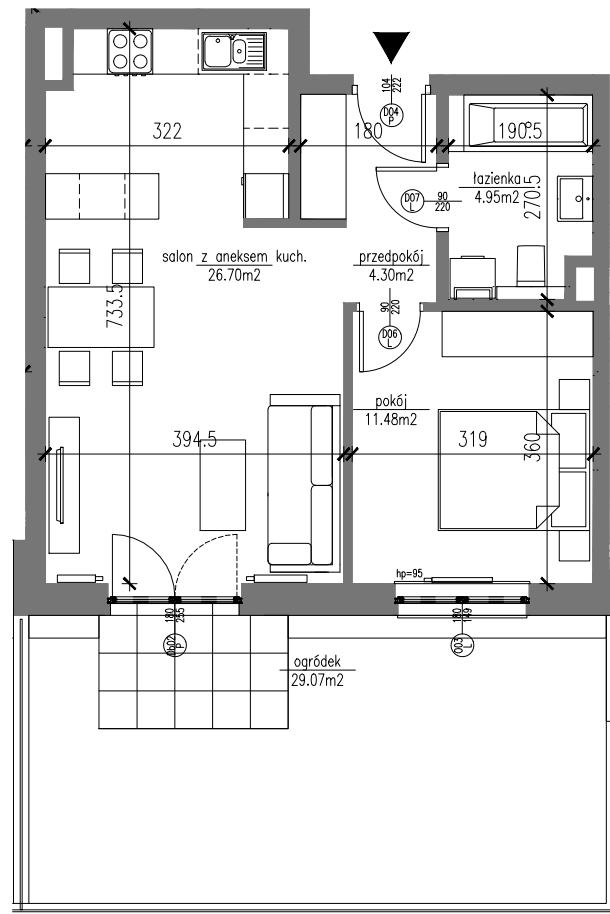 104
222
D04
P
322
180
190.5
D07
L
90
220
łazienka
4.95m2
270.5
salon z aneksem kuch.
26.70m2
przedpokój
4.30m2
733.5
90
220
D06
L
pokój
11.48m2
394.5
319
360
hp=95
180
255
Db02
P
180
149
O03
L
ogródek
29.07m2